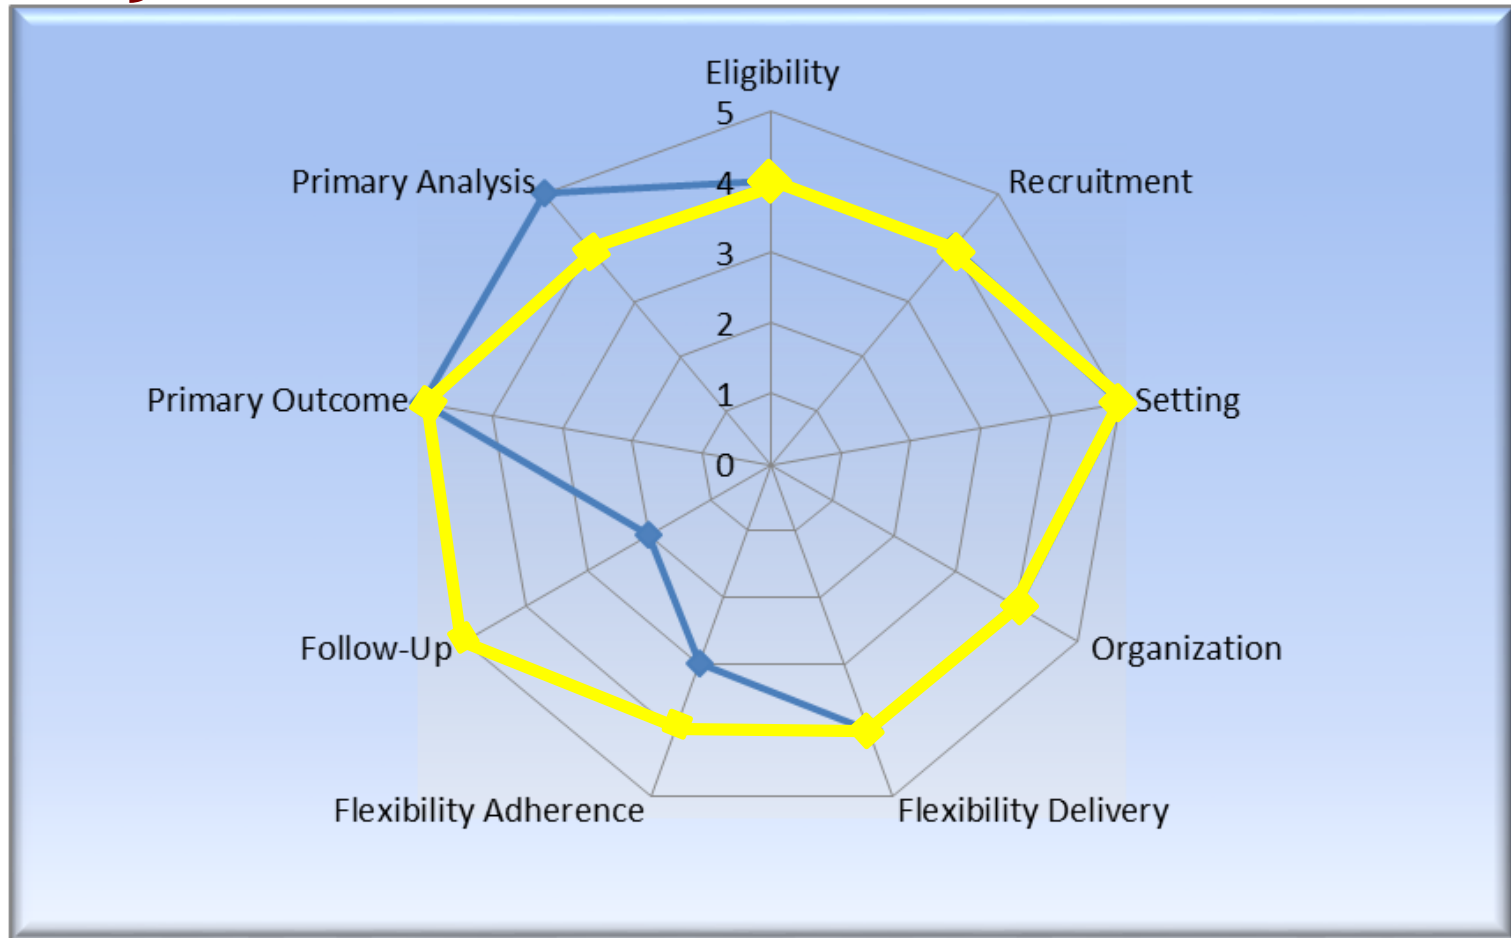 Eligibility
5
Primary Analysis
4
Recruitment
3
2
Primary Outcome
1
Setting
0
Follow-Up
Organization
Flexibility Adherence
Flexibility Delivery